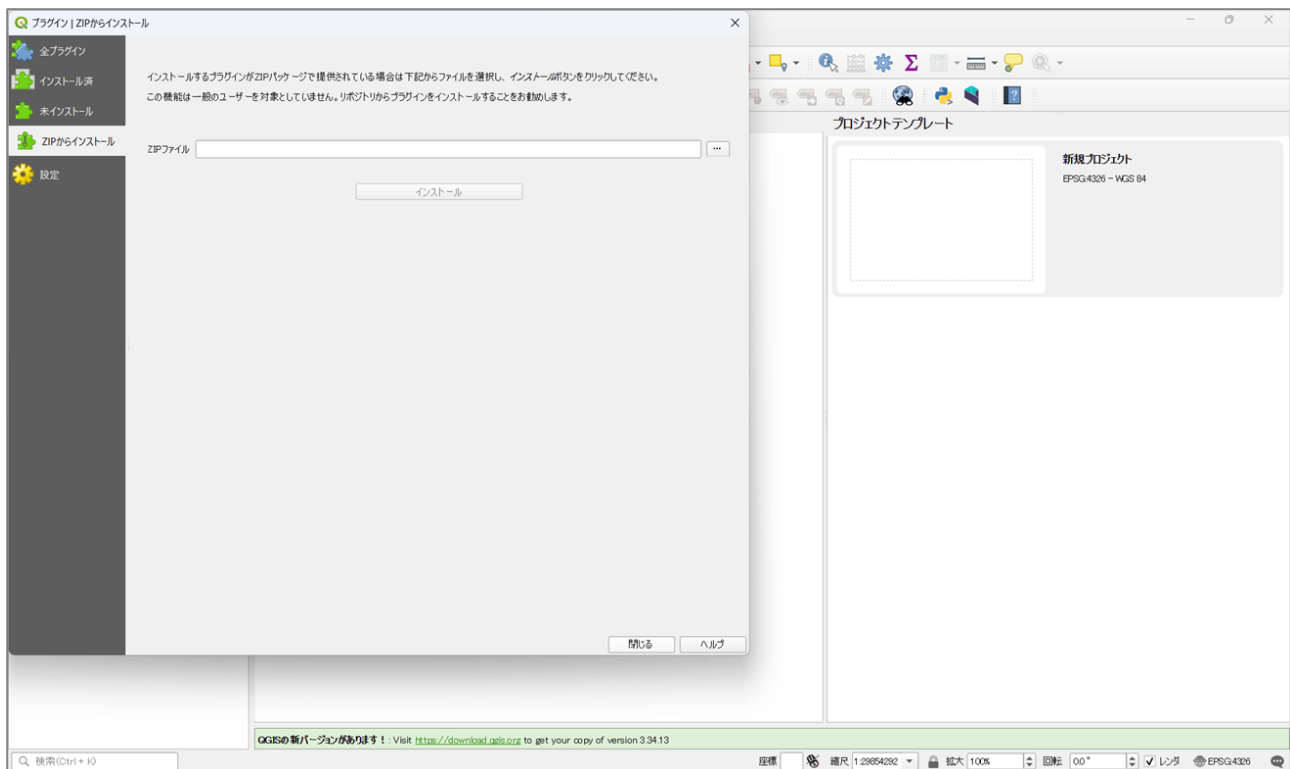 プラグイン | ZIPからインストール
全プラグイン
インストール済
未インストール
ZIPからインストール
設定
インストールするプラグインがZIPパッケージで提供されている場合は下記からファイルを選択し、インストールボタンをクリックしてください。
この機能は一般のユーザーを対象としていません。リポジトリからプラグインをインストールすることをお勧めします。
ZIPファイル
...
インストール
閉じる
ヘルプ
プロジェクトテンプレート
新規プロジェクト
EPSG:4326 - WGS 84
QGISの新バージョンがあります！: Visit https://download.qgis.org to get your copy of version 3.34.13
検索(Ctrl + K)
座標
縮尺 1:29854292
拡大 100%
回転 0.0°
レンダ
EPSG:4326